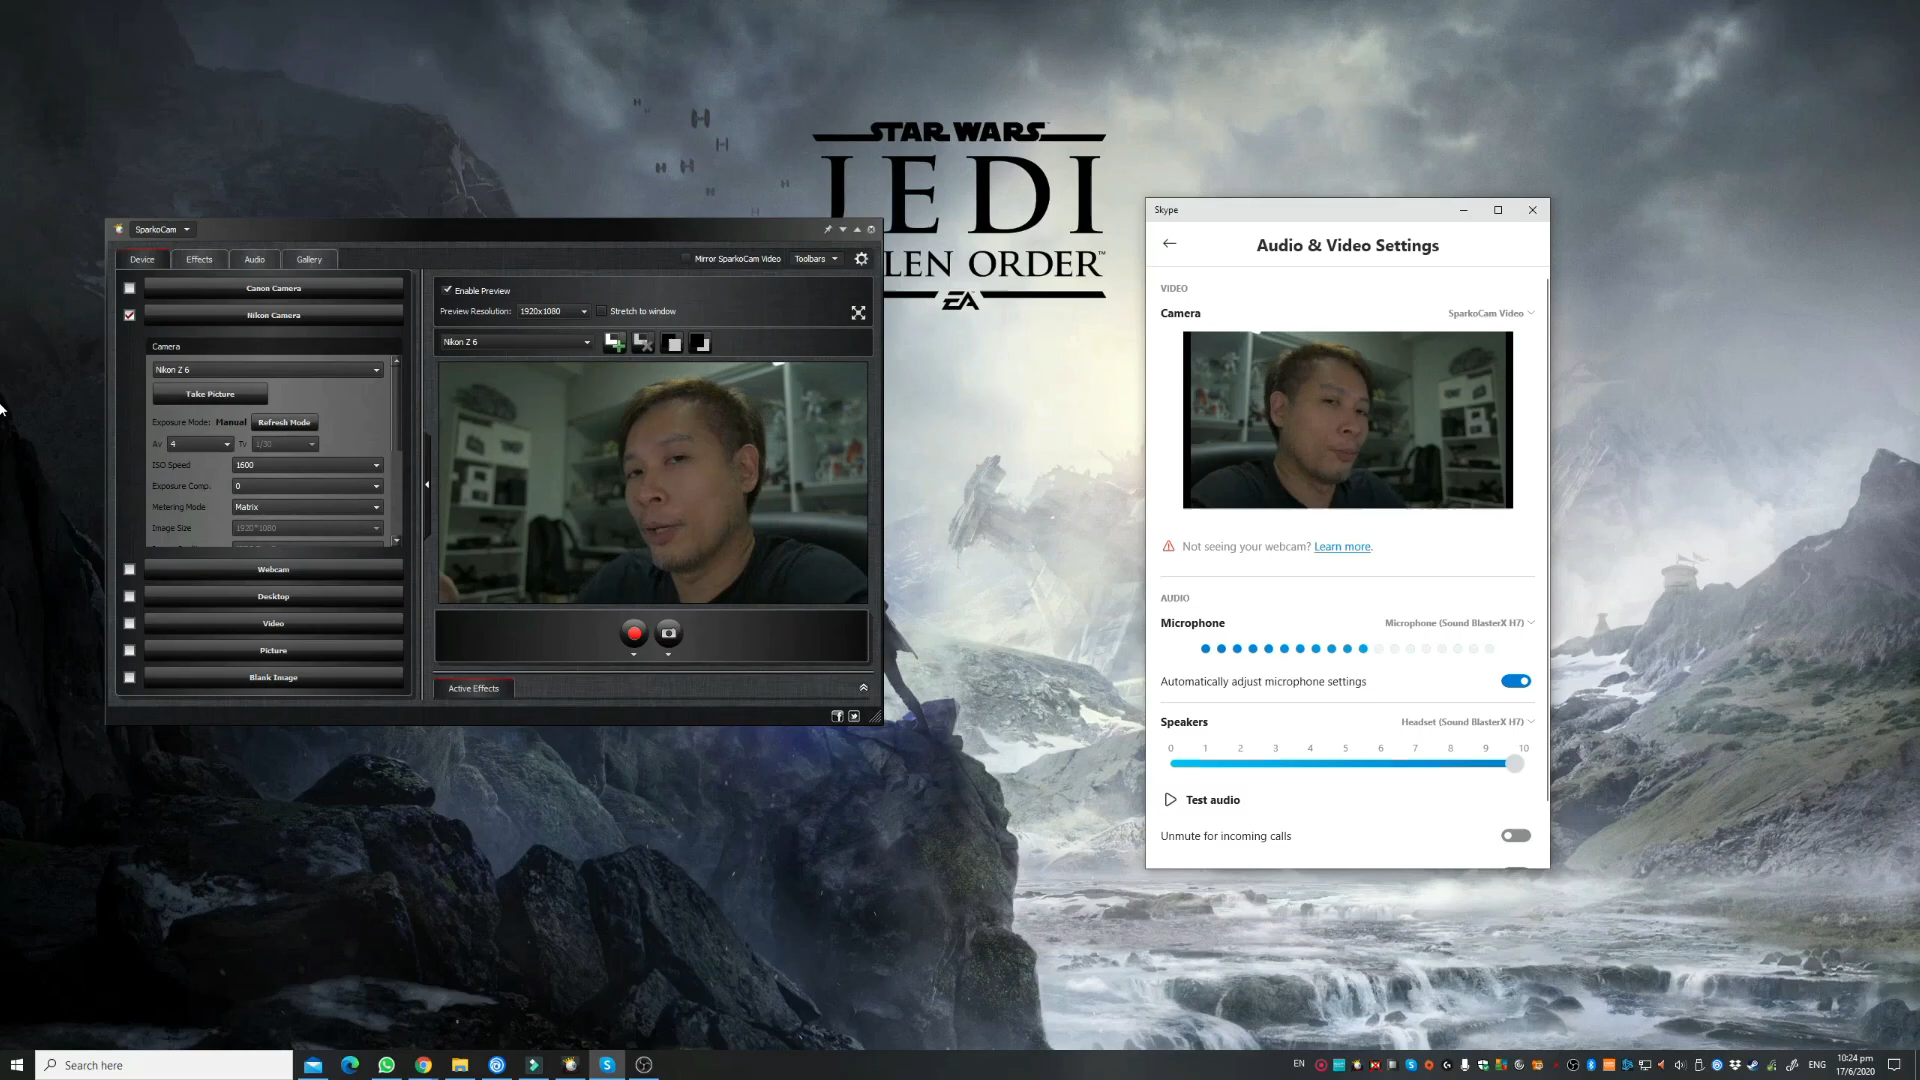 STAR WARS
JEDI
LEN ORDER™
EA
SparkoCam
Device
Effects
Audio
Gallery
Mirror SparkoCam Video
Toolbars
Canon Camera
Nikon Camera
Camera
Nikon Z 6
Take Picture
Exposure Mode: Manual Refresh Mode
Av 4 Tv 1/30
ISO Speed 1600
Exposure Comp. 0
Metering Mode Matrix
Image Size 1920*1080
Webcam
Desktop
Video
Picture
Blank Image
Enable Preview
Preview Resolution: 1920x1080 Stretch to window
Nikon Z 6
Active Effects
Skype
Audio & Video Settings
VIDEO
Camera SparkoCam Video
Not seeing your webcam? Learn more.
AUDIO
Microphone Microphone (Sound BlasterX H7)
Automatically adjust microphone settings
Speakers Headset (Sound BlasterX H7)
0 1 2 3 4 5 6 7 8 9 10
Test audio
Unmute for incoming calls
Search here
EN
ENG
10:24 pm
17/6/2020